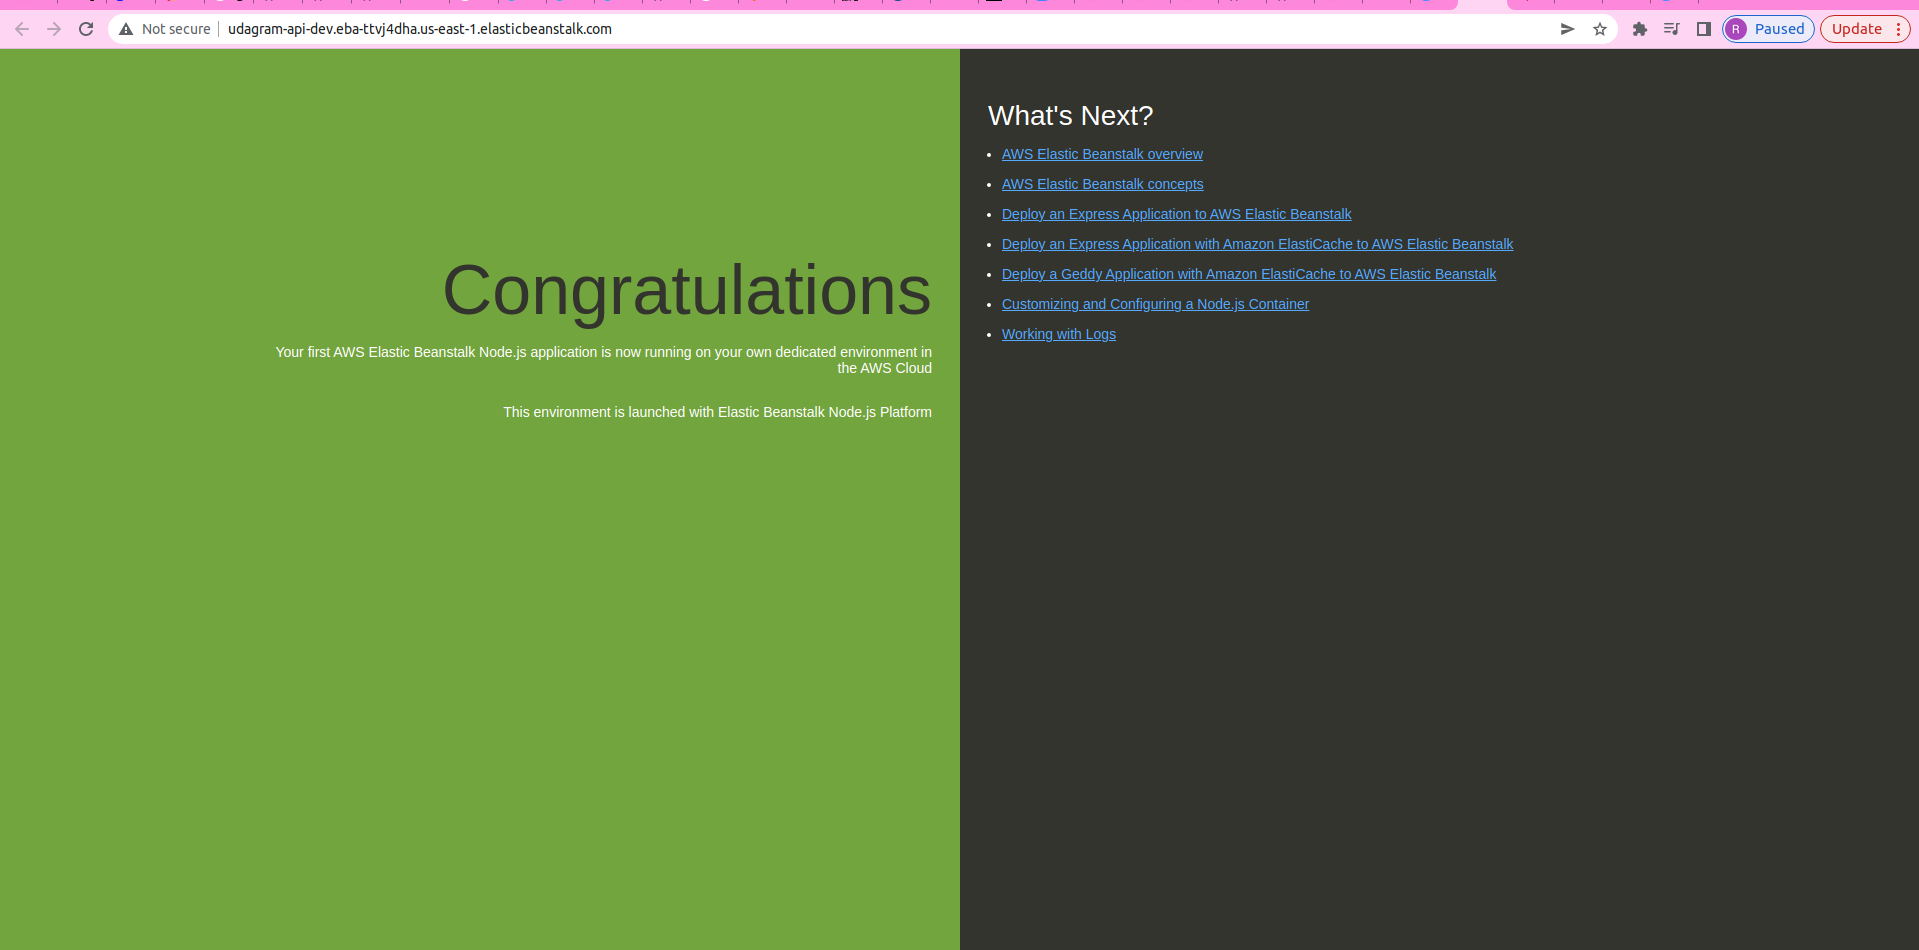 Not secure
udagram-api-dev.eba-ttvj4dha.us-east-1.elasticbeanstalk.com
R
Paused
Update
Congratulations
Your first AWS Elastic Beanstalk Node.js application is now running on your own dedicated environment in
the AWS Cloud
This environment is launched with Elastic Beanstalk Node.js Platform
What's Next?
AWS Elastic Beanstalk overview
AWS Elastic Beanstalk concepts
Deploy an Express Application to AWS Elastic Beanstalk
Deploy an Express Application with Amazon ElastiCache to AWS Elastic Beanstalk
Deploy a Geddy Application with Amazon ElastiCache to AWS Elastic Beanstalk
Customizing and Configuring a Node.js Container
Working with Logs